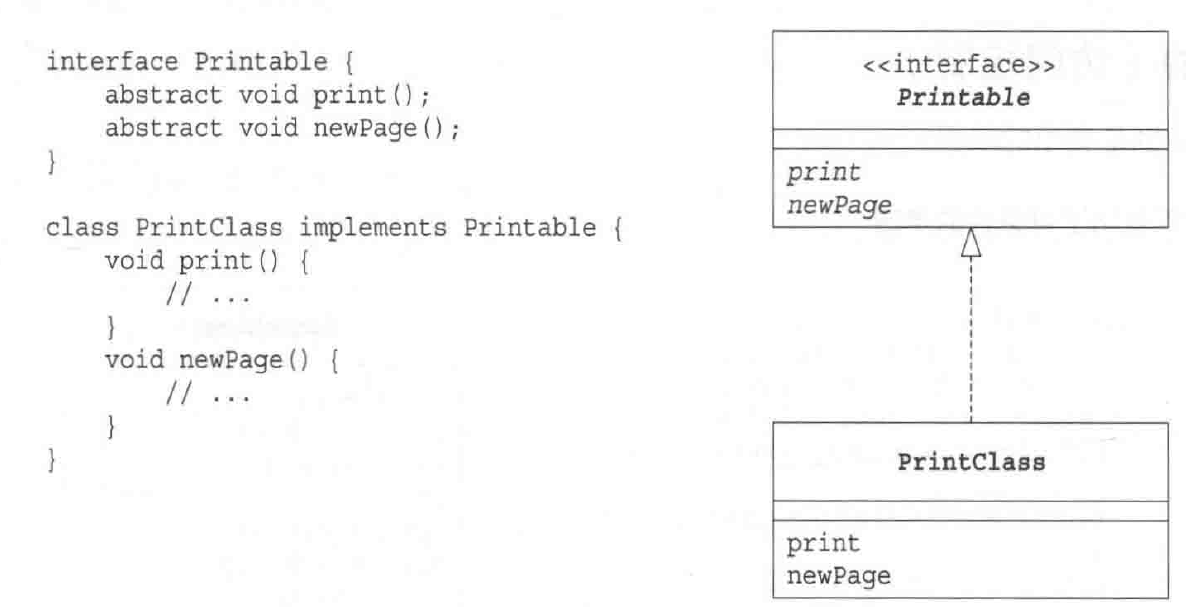 interface Printable {
    abstract void print();
    abstract void newPage();
}
class PrintClass implements Printable {
    void print() {
        // ...
    }
    void newPage() {
        // ...
    }
}
<<interface>>
Printable
print
newPage
PrintClass
print
newPage